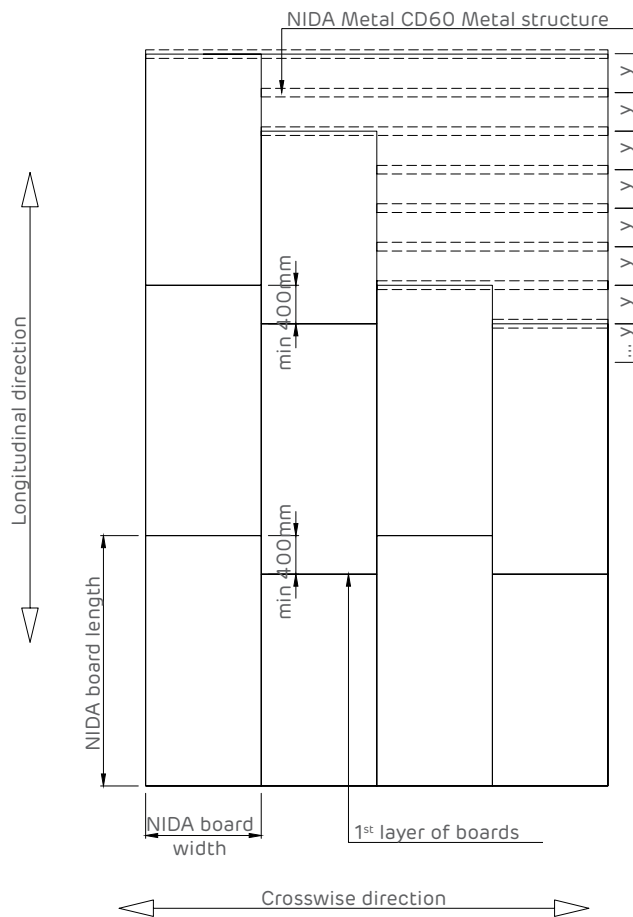 NIDA Metal CD60 Metal structure
y
y
y
y
y
y
y
y
...
min 400mm
Longitudinal direction
min 400mm
NIDA board length
NIDA board
width
1st layer of boards
Crosswise direction